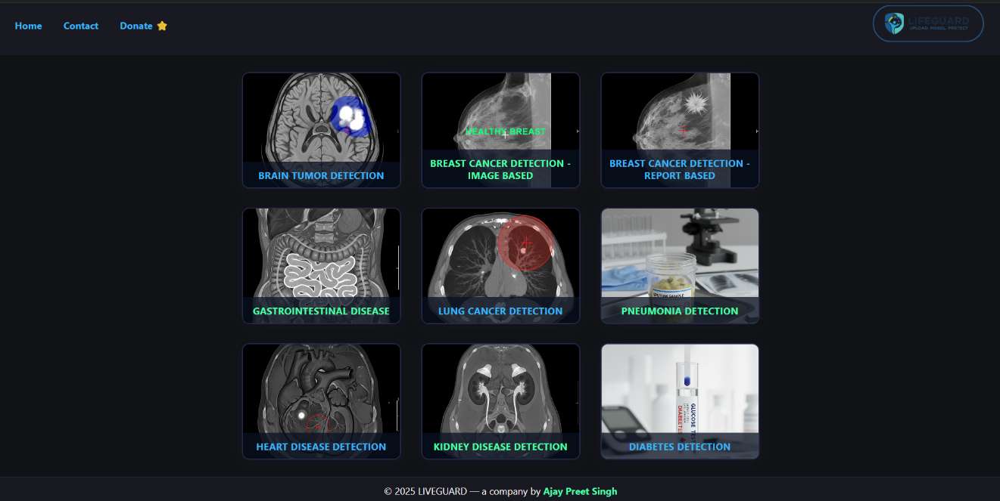 Home
Contact
Donate ⭐
LIFEGUARD
UPLOAD. MODEL. PROTECT
HEALTHY BREAST
BRAIN TUMOR DETECTION
BREAST CANCER DETECTION -
IMAGE BASED
BREAST CANCER DETECTION -
REPORT BASED
SPUTUM SAMPLE
GASTROINTESTINAL DISEASE
LUNG CANCER DETECTION
PNEUMONIA DETECTION
GLUCOSE
DIABETES
HEART DISEASE DETECTION
KIDNEY DISEASE DETECTION
DIABETES DETECTION
© 2025 LIVEGUARD — a company by Ajay Preet Singh